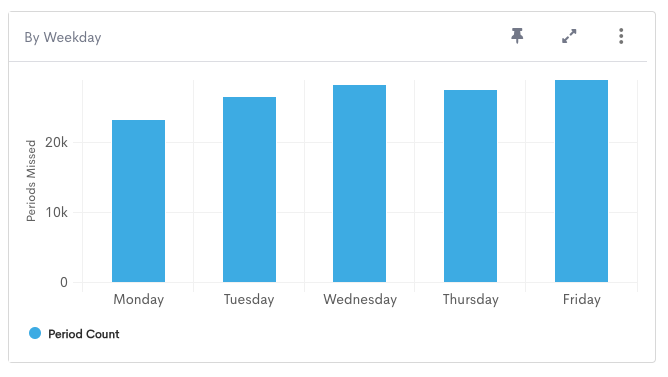 By Weekday
Periods Missed
20k
10k
0
Monday Tuesday Wednesday Thursday Friday
Period Count